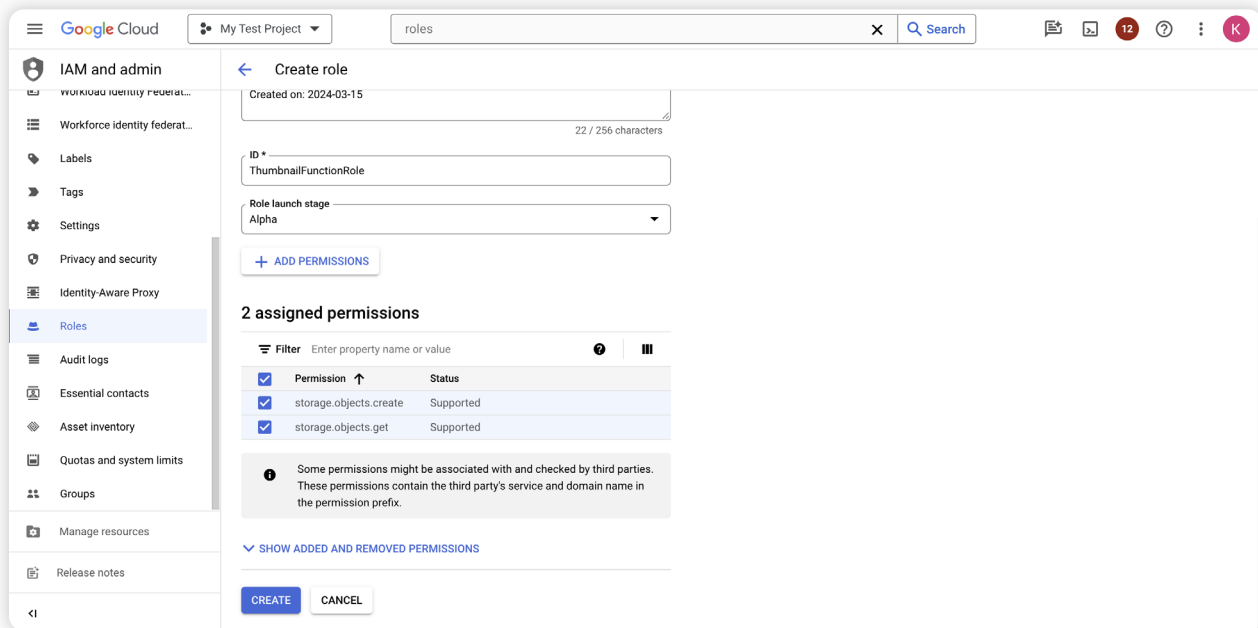 Google Cloud
My Test Project
roles
Search
12
K
IAM and admin
Create role
Workload Identity Federat...
Workforce identity federat...
Labels
Tags
Settings
Privacy and security
Identity-Aware Proxy
Roles
Audit logs
Essential contacts
Asset inventory
Quotas and system limits
Groups
Manage resources
Release notes
Created on: 2024-03-15
22 / 256 characters
ID *
ThumbnailFunctionRole
Role launch stage
Alpha
ADD PERMISSIONS
2 assigned permissions
Filter Enter property name or value
Permission Status
storage.objects.create Supported
storage.objects.get Supported
Some permissions might be associated with and checked by third parties.
These permissions contain the third party's service and domain name in
the permission prefix.
SHOW ADDED AND REMOVED PERMISSIONS
CREATE CANCEL